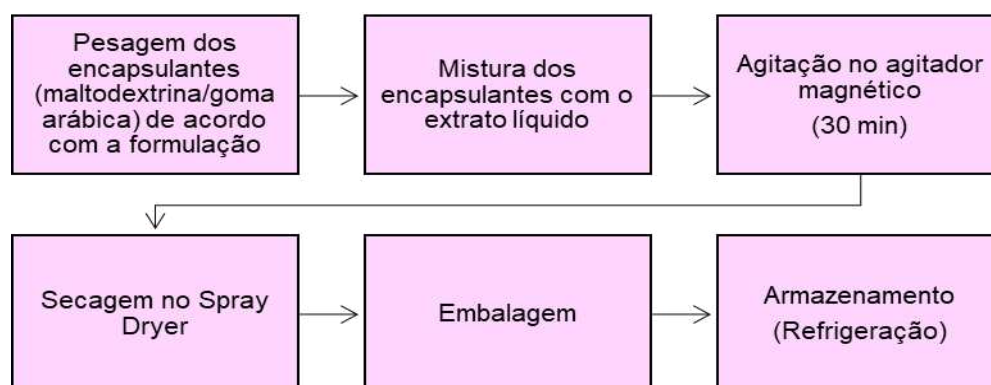 Pesagem dos
encapsulantes
(maltodextrina/goma
arábica) de acordo
com a formulação
Mistura dos
encapsulantes com o
extrato líquido
Agitação no agitador
magnético
(30 min)
Secagem no Spray
Dryer
Embalagem
Armazenamento
(Refrigeração)